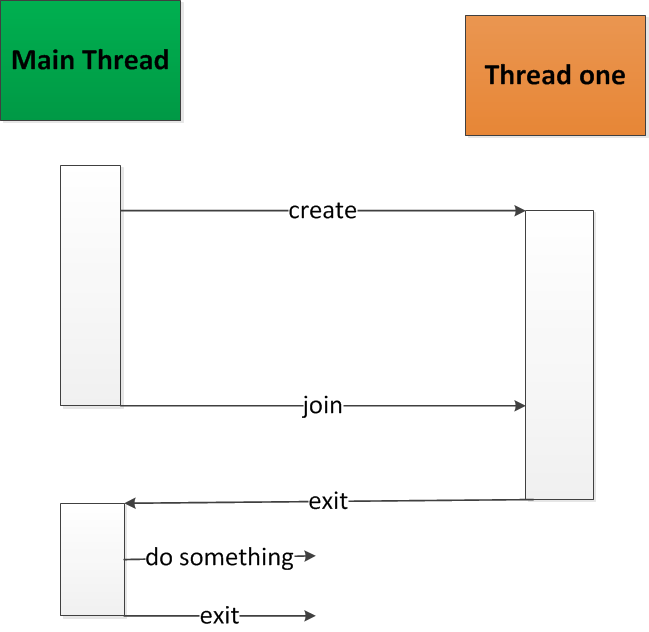 Main Thread
Thread one
create
join
exit
do something
exit